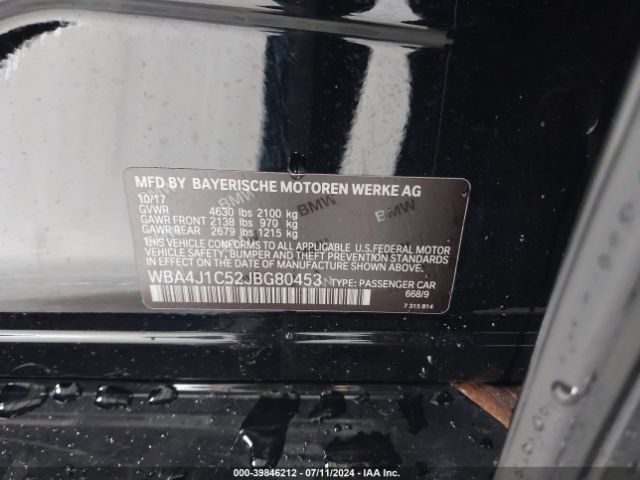 MFD BY BAYERISCHE MOTOREN WERKE AG
10/17
GVWR 4630 lbs 2100 kg
GAWR FRONT 2138 lbs 970 kg
GAWR REAR 2679 lbs 1215 kg
THIS VEHICLE CONFORMS TO ALL APPLICABLE U.S.FEDERAL MOTOR
VEHICLE SAFETY, BUMPER AND THEFT PREVENTION STANDARDS
IN EFFECT ON THE DATE OF MANUFACTURE SHOWN ABOVE.
WBA4J1C52JBG80453 TYPE: PASSENGER CAR
668/9
7 315 814
000-39846212 - 07/11/2024 - IAA Inc.